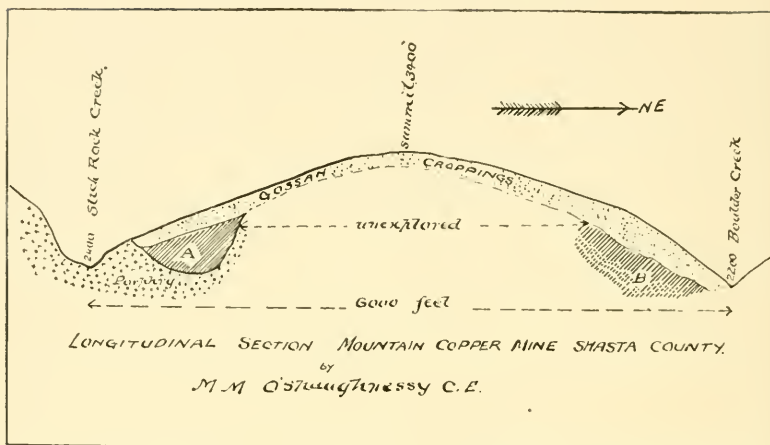 2400 Slick Rock Creek.
summit 3400'
NE
GOSSAN CROPPINGS
unexplored
A
B
2200 Boulder Creek
6000 feet
LONGITUDINAL SECTION MOUNTAIN COPPER MINE SHASTA COUNTY.
by
M M O'Shaughnessy C.E.